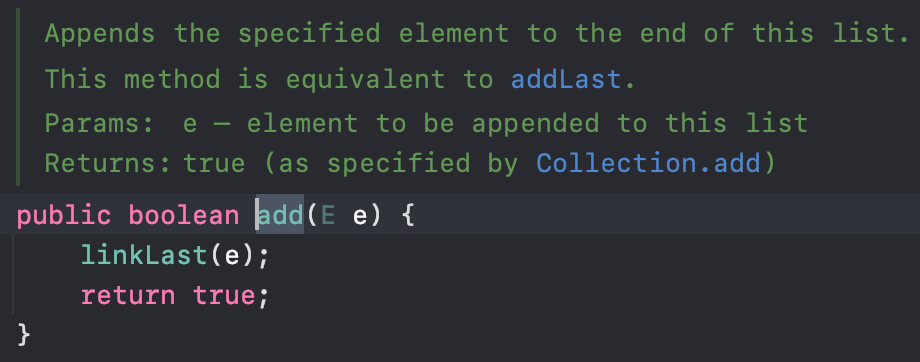 Appends the specified element to the end of this list.
This method is equivalent to addLast.
Params: e – element to be appended to this list
Returns: true (as specified by Collection.add)
public boolean add(E e) {
    linkLast(e);
    return true;
}